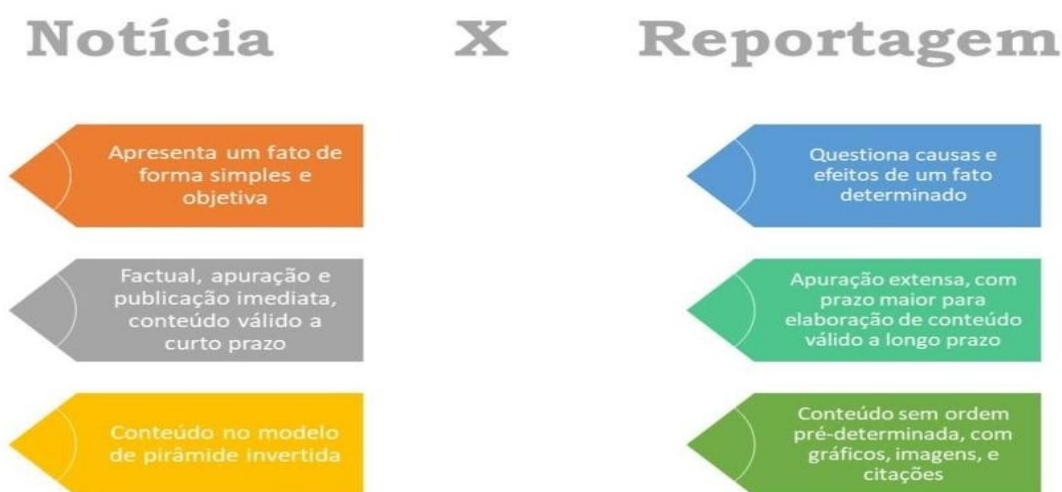 Notícia X Reportagem
Apresenta um fato de
forma simples e
objetiva
Factual, apuração e
publicação imediata,
conteúdo válido a
curto prazo
Conteúdo no modelo
de pirâmide invertida
Questiona causas e
efeitos de um fato
determinado
Apuração extensa, com
prazo maior para
elaboração de conteúdo
válido a longo prazo
Conteúdo sem ordem
pré-determinada, com
gráficos, imagens, e
citações